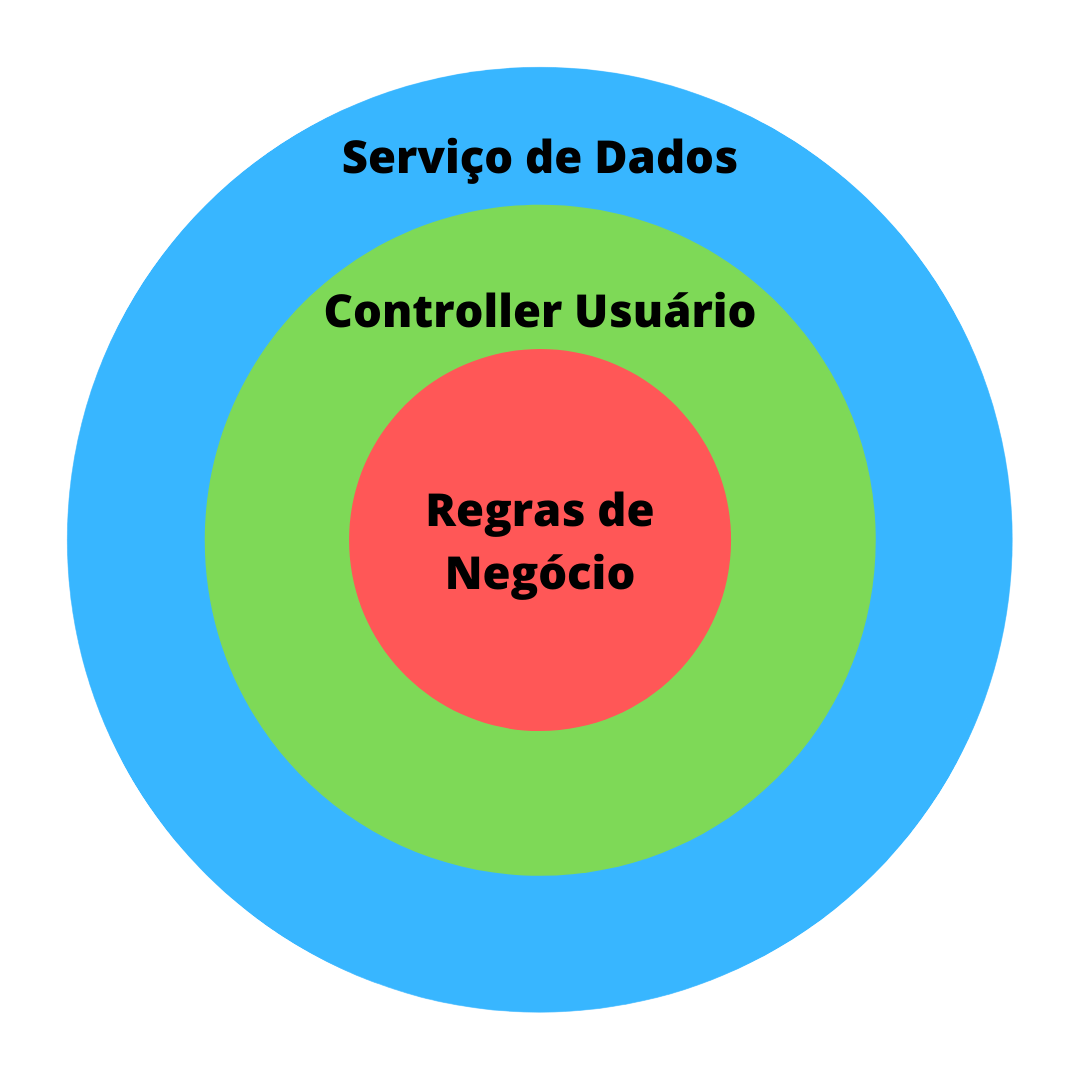 Serviço de Dados
Controller Usuário
Regras de
Negócio